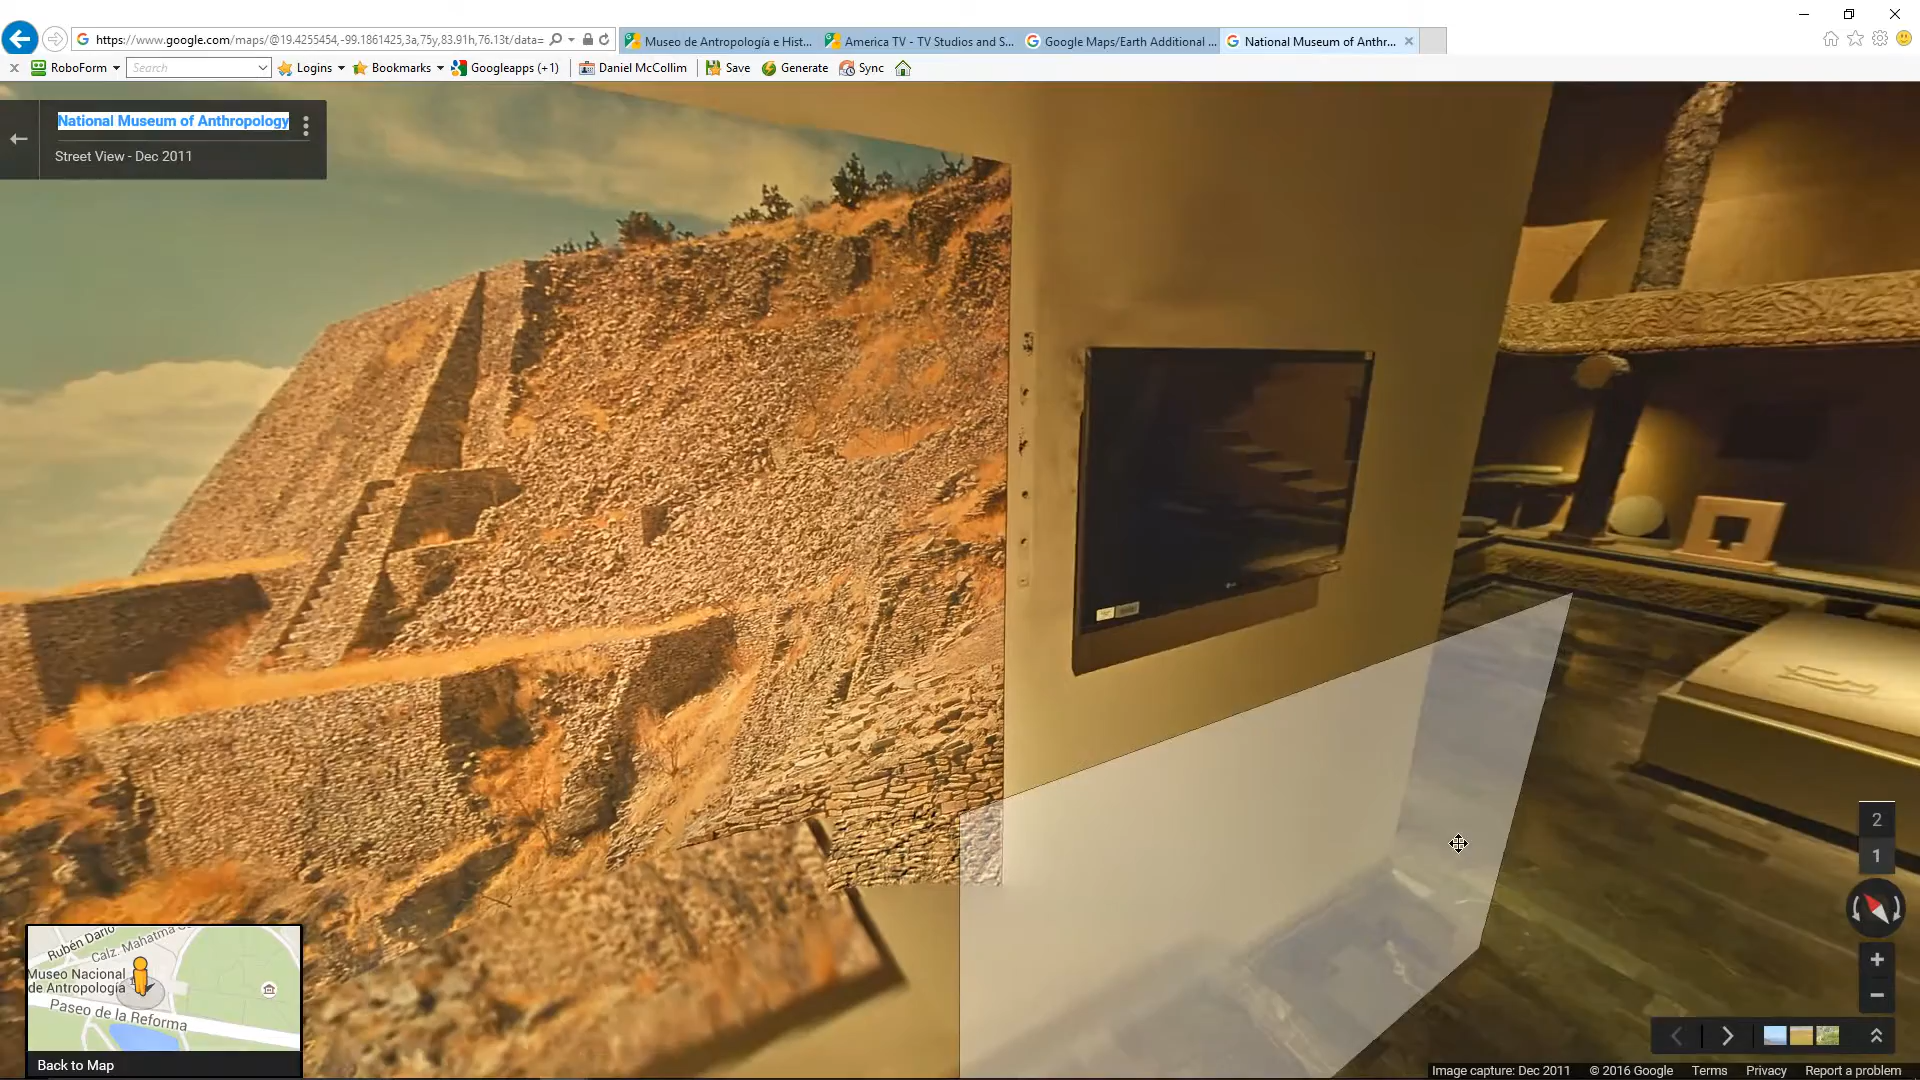 https://www.google.com/maps/@19.4255454,-99.1861425,3a,75y,83.91h,76.13t/data=
Museo de Antropología e Hist...
America TV - TV Studios and S...
Google Maps/Earth Additional ...
National Museum of Anthr...
RoboForm
Search
Logins
Bookmarks
Googleapps (+1)
Daniel McCollim
Save
Generate
Sync
National Museum of Anthropology
Street View - Dec 2011
2
1
Rubén Darío
Calz. Mahatma
Museo Nacional
de Antropología
Paseo de la Reforma
Back to Map
Image capture: Dec 2011
© 2016 Google
Terms
Privacy
Report a problem